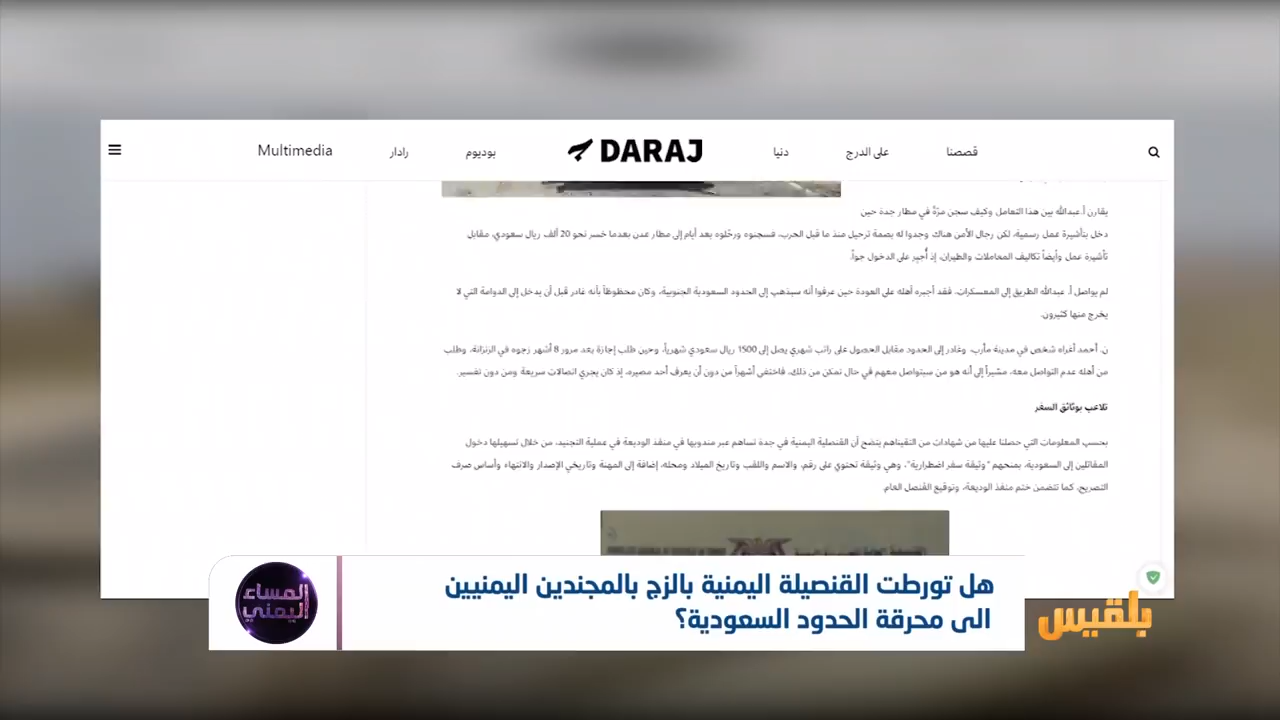 قصصنا
على الدرج
دنيا
DARAJ
بوديوم
رادار
Multimedia
يقارن أ.عبدالله بين هذا التعامل وكيف سجن مرّةً في مطار جدة حين
دخل بتأشيرة عمل رسمية، لكن رجال الأمن هناك وجدوا له بصمة ترحيل منذ ما قبل الحرب، فسجنوه ورحّلوه بعد أيام إلى مطار عدن بعدما خسر نحو 20 ألف ريال سعودي، مقابل
تأشيرة عمل وأيضاً تكاليف المعاملات والطيران، إذ أُجبر على الدخول جواً.
لم يواصل أ. عبدالله الطريق إلى المعسكرات. فقد أجبره أهله على العودة حين عرفوا أنه سيذهب إلى الحدود السعودية الجنوبية، وكان محظوظاً بأنه غادر قبل أن يدخل إلى الدوامة التي لا
يخرج منها كثيرون.
ن. أحمد أغراه شخص في مدينة مأرب، وغادر إلى الحدود مقابل الحصول على راتب شهري يصل إلى 1500 ريال سعودي شهرياً، وحين طلب إجازة بعد مرور 8 أشهر زجوه في الزنزانة، وطلب
من أهله عدم التواصل معه، مشيراً إلى أنه هو من سيتواصل معهم في حال تمكن من ذلك. فاختفى أشهراً من دون أن يعرف أحد مصيره، إذ كان يجري اتصالات سريعة ومن دون تفسير.
تلاعب بوثائق السفر
بحسب المعلومات التي حصلنا عليها من شهادات من التقيناهم يتضح أن القنصلية اليمنية في جدة تساهم عبر مندوبها في منفذ الوديعة في عملية التجنيد، من خلال تسهيلها دخول
المقاتلين إلى السعودية، بمنحهم "وثيقة سفر اضطرارية"، وهي وثيقة تحتوي على رقم، والاسم واللقب وتاريخ الميلاد ومحله، إضافة إلى المهنة وتاريخي الإصدار والانتهاء وأساس صرف
التصريح. كما تتضمن ختم منفذ الوديعة، وتوقيع القنصل العام.
هل تورطت القنصيلة اليمنية بالزج بالمجندين اليمنيين
الى محرقة الحدود السعودية؟
المساء
اليمني
بلقيس